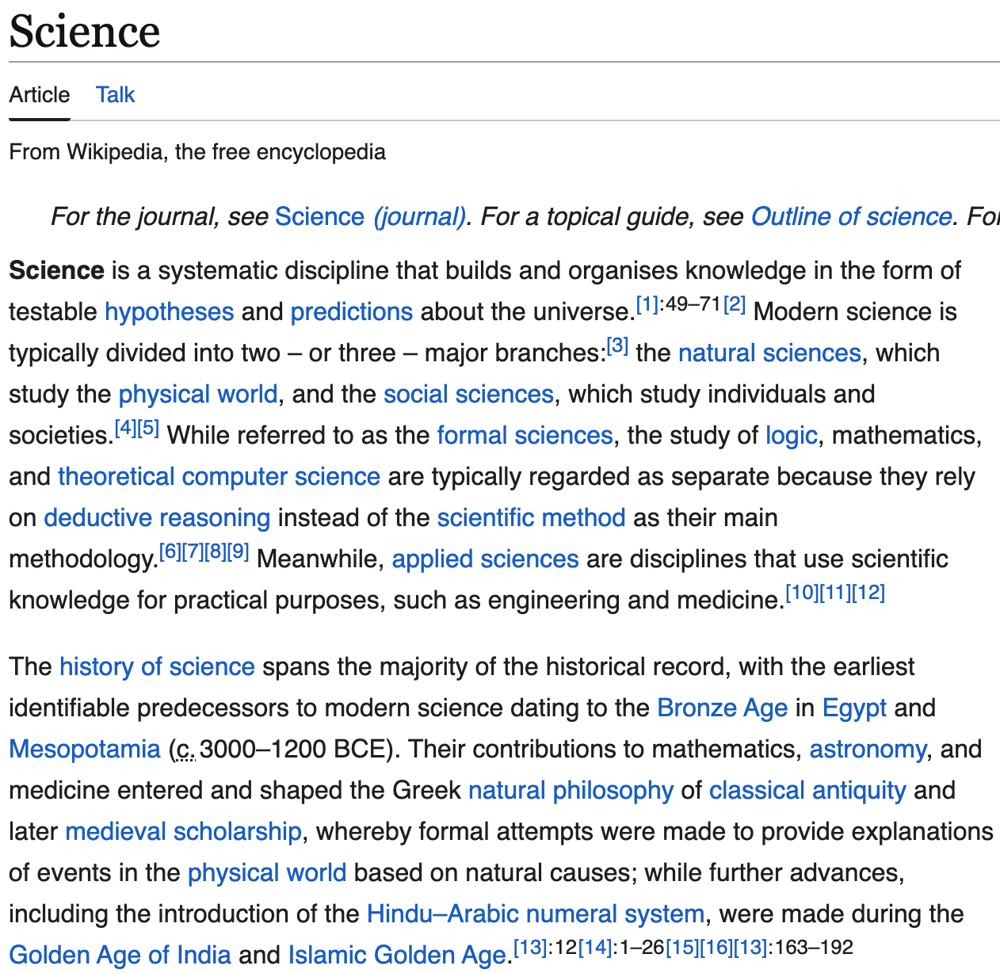 Science
Article Talk
From Wikipedia, the free encyclopedia
For the journal, see Science (journal). For a topical guide, see Outline of science. For
Science is a systematic discipline that builds and organises knowledge in the form of
testable hypotheses and predictions about the universe.[1]:49–71[2] Modern science is
typically divided into two – or three – major branches:[3] the natural sciences, which
study the physical world, and the social sciences, which study individuals and
societies.[4][5] While referred to as the formal sciences, the study of logic, mathematics,
and theoretical computer science are typically regarded as separate because they rely
on deductive reasoning instead of the scientific method as their main
methodology.[6][7][8][9] Meanwhile, applied sciences are disciplines that use scientific
knowledge for practical purposes, such as engineering and medicine.[10][11][12]
The history of science spans the majority of the historical record, with the earliest
identifiable predecessors to modern science dating to the Bronze Age in Egypt and
Mesopotamia (c. 3000–1200 BCE). Their contributions to mathematics, astronomy, and
medicine entered and shaped the Greek natural philosophy of classical antiquity and
later medieval scholarship, whereby formal attempts were made to provide explanations
of events in the physical world based on natural causes; while further advances,
including the introduction of the Hindu–Arabic numeral system, were made during the
Golden Age of India and Islamic Golden Age.[13]:12[14]:1–26[15][16][13]:163–192